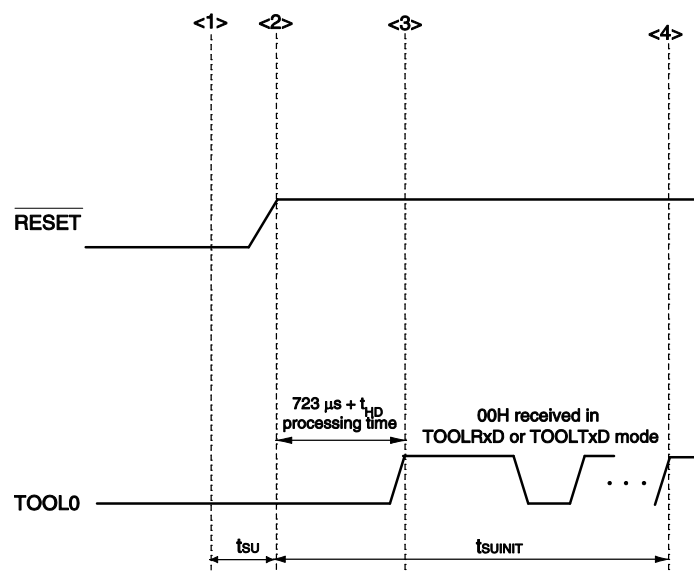 <1> <2> <3> <4>
RESET
723 µs + tHD
processing time
00H received in
TOOLRxD or TOOLTxD mode
TOOL0
. . .
tSU
tSUINIT